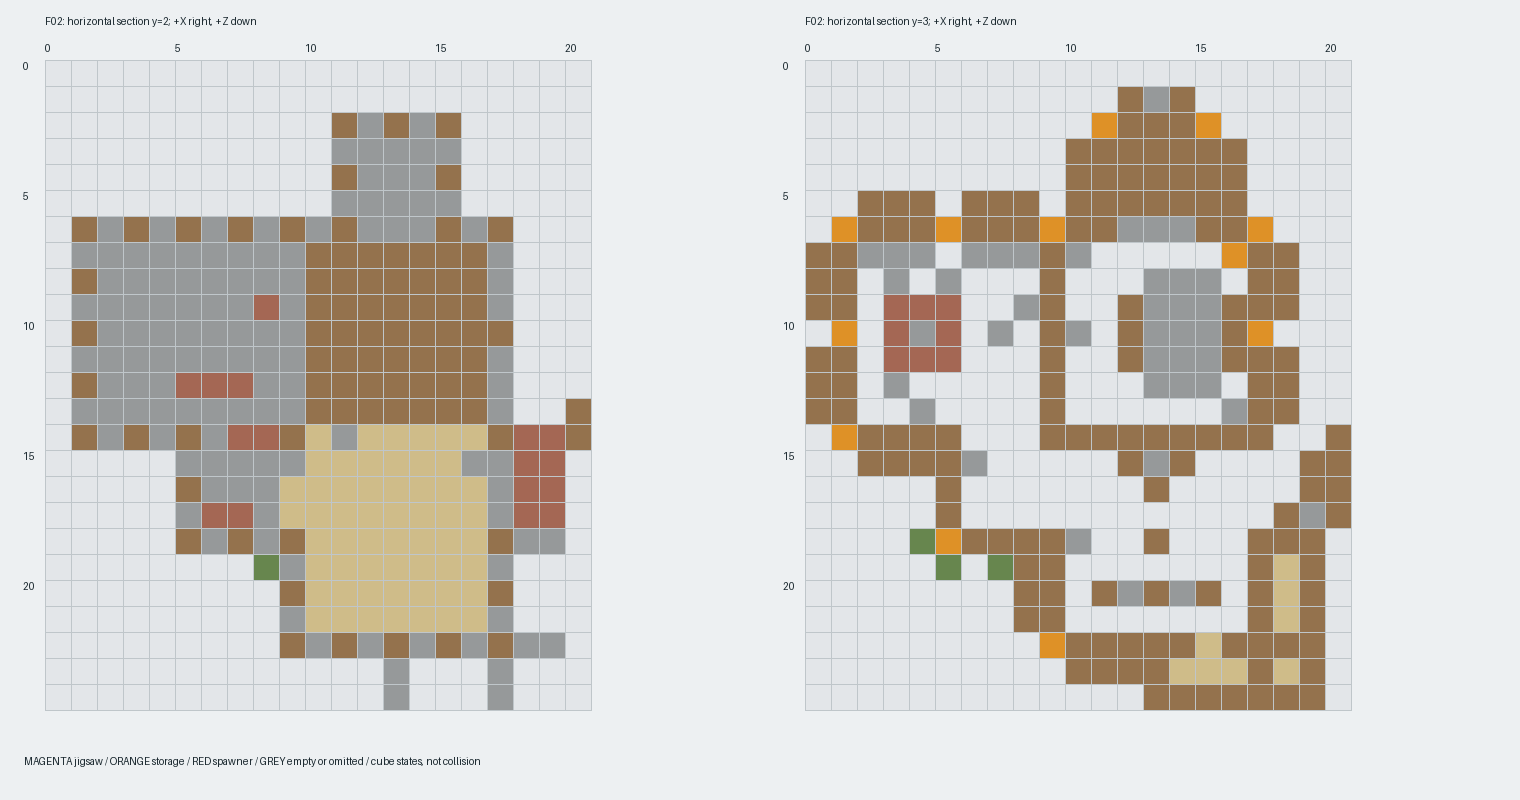 F02: horizontal section y=2; +X right, +Z down
F02: horizontal section y=3; +X right, +Z down
0 5 10 15 20
0 5 10 15 20
0
5
10
15
20
0
5
10
15
20
MAGENTA jigsaw / ORANGE storage / RED spawner / GREY empty or omitted / cube states, not collision